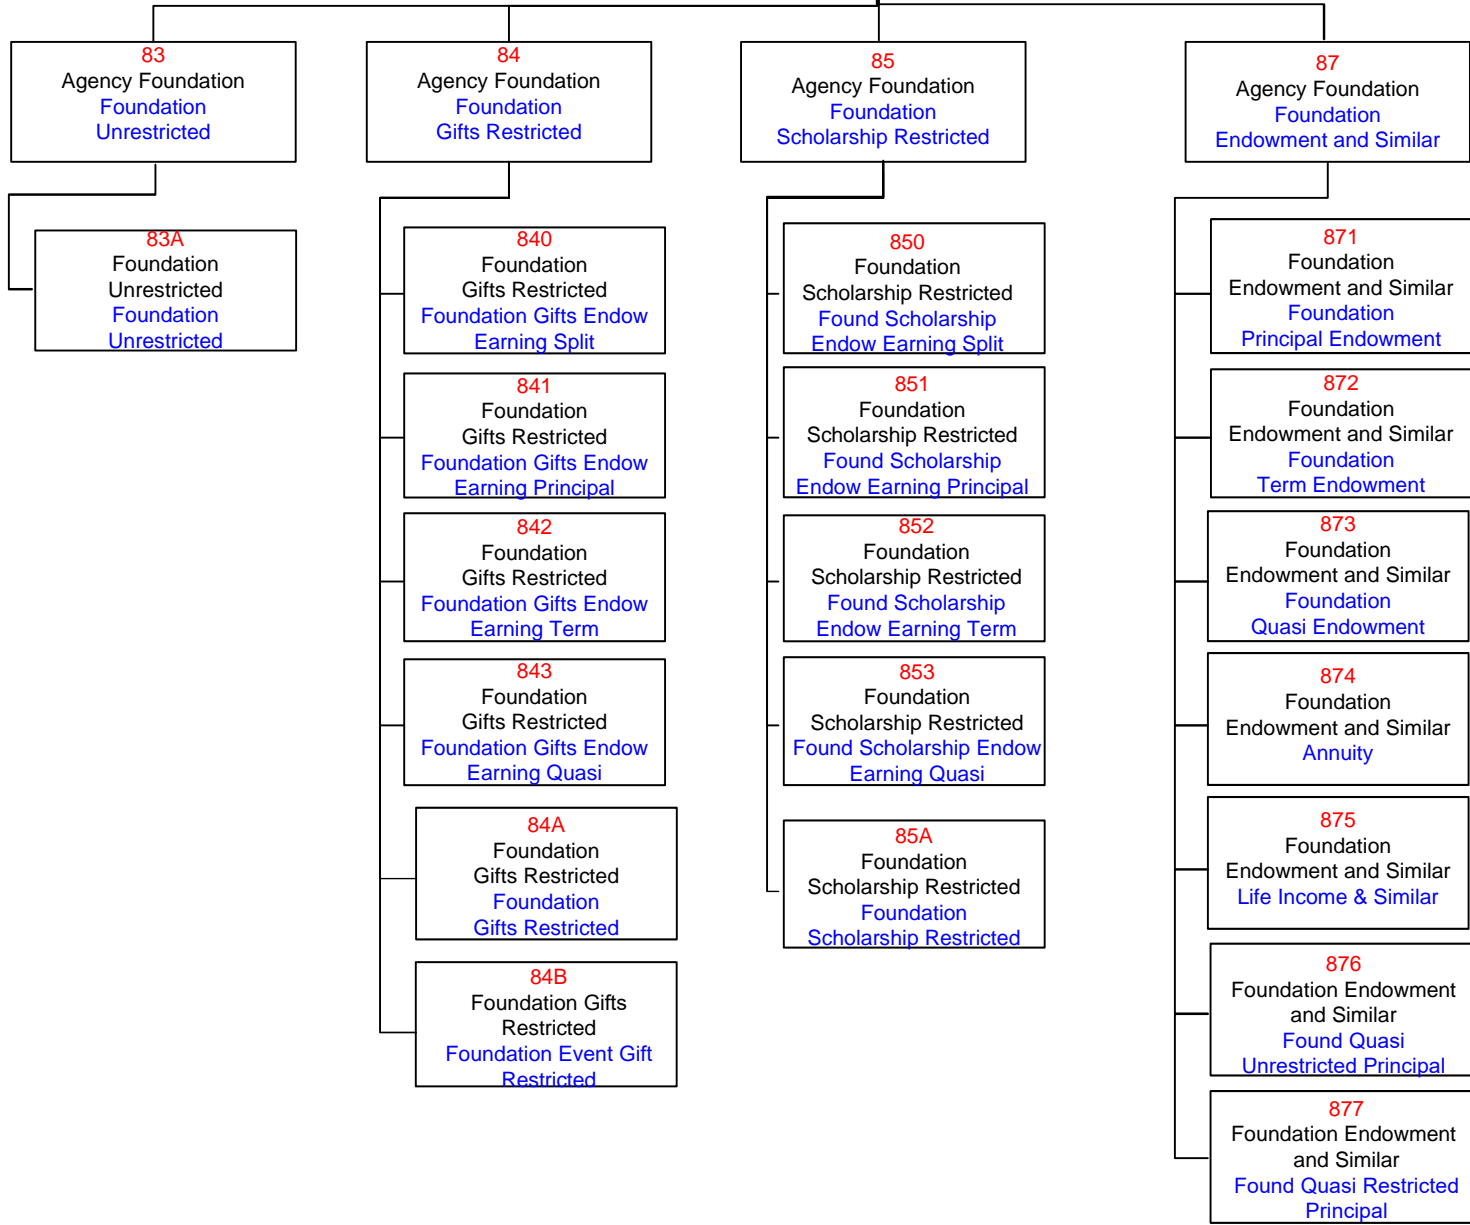 83
Agency Foundation
Foundation
Unrestricted
83A
Foundation
Unrestricted
Foundation
Unrestricted
84
Agency Foundation
Foundation
Gifts Restricted
840
Foundation
Gifts Restricted
Foundation Gifts Endow
Earning Split
841
Foundation
Gifts Restricted
Foundation Gifts Endow
Earning Principal
842
Foundation
Gifts Restricted
Foundation Gifts Endow
Earning Term
843
Foundation
Gifts Restricted
Foundation Gifts Endow
Earning Quasi
84A
Foundation
Gifts Restricted
Foundation
Gifts Restricted
84B
Foundation Gifts
Restricted
Foundation Event Gift
Restricted
85
Agency Foundation
Foundation
Scholarship Restricted
850
Foundation
Scholarship Restricted
Found Scholarship
Endow Earning Split
851
Foundation
Scholarship Restricted
Found Scholarship
Endow Earning Principal
852
Foundation
Scholarship Restricted
Found Scholarship
Endow Earning Term
853
Foundation
Scholarship Restricted
Found Scholarship Endow
Earning Quasi
85A
Foundation
Scholarship Restricted
Foundation
Scholarship Restricted
87
Agency Foundation
Foundation
Endowment and Similar
871
Foundation
Endowment and Similar
Foundation
Principal Endowment
872
Foundation
Endowment and Similar
Foundation
Term Endowment
873
Foundation
Endowment and Similar
Foundation
Quasi Endowment
874
Foundation
Endowment and Similar
Annuity
875
Foundation
Endowment and Similar
Life Income & Similar
876
Foundation Endowment
and Similar
Found Quasi
Unrestricted Principal
877
Foundation Endowment
and Similar
Found Quasi Restricted
Principal